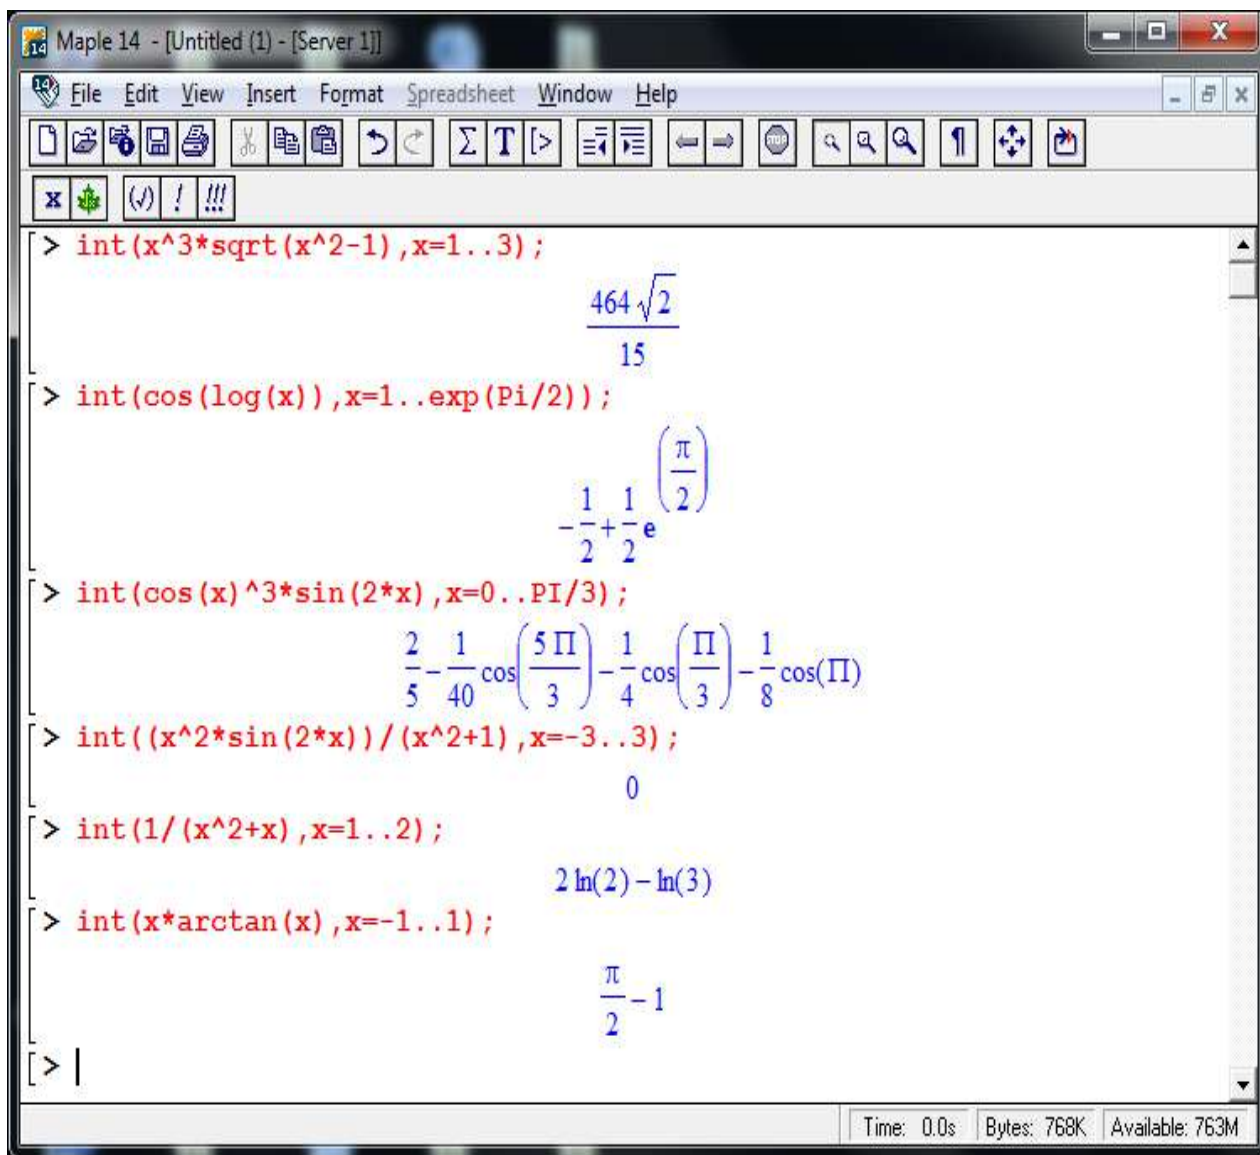 Maple 14 - [Untitled (1) - [Server 1]]
File Edit View Insert Format Spreadsheet Window Help
> int(x^3*sqrt(x^2-1),x=1..3);
464 √2
15
> int(cos(log(x)),x=1..exp(Pi/2));
-1/2 + 1/2 e^(π/2)
> int(cos(x)^3*sin(2*x),x=0..PI/3);
2/5 - 1/40 cos(5 Π/3) - 1/4 cos(Π/3) - 1/8 cos(Π)
> int((x^2*sin(2*x))/(x^2+1),x=-3..3);
0
> int(1/(x^2+x),x=1..2);
2 ln(2) - ln(3)
> int(x*arctan(x),x=-1..1);
π/2 - 1
>
Time: 0.0s Bytes: 768K Available: 763M